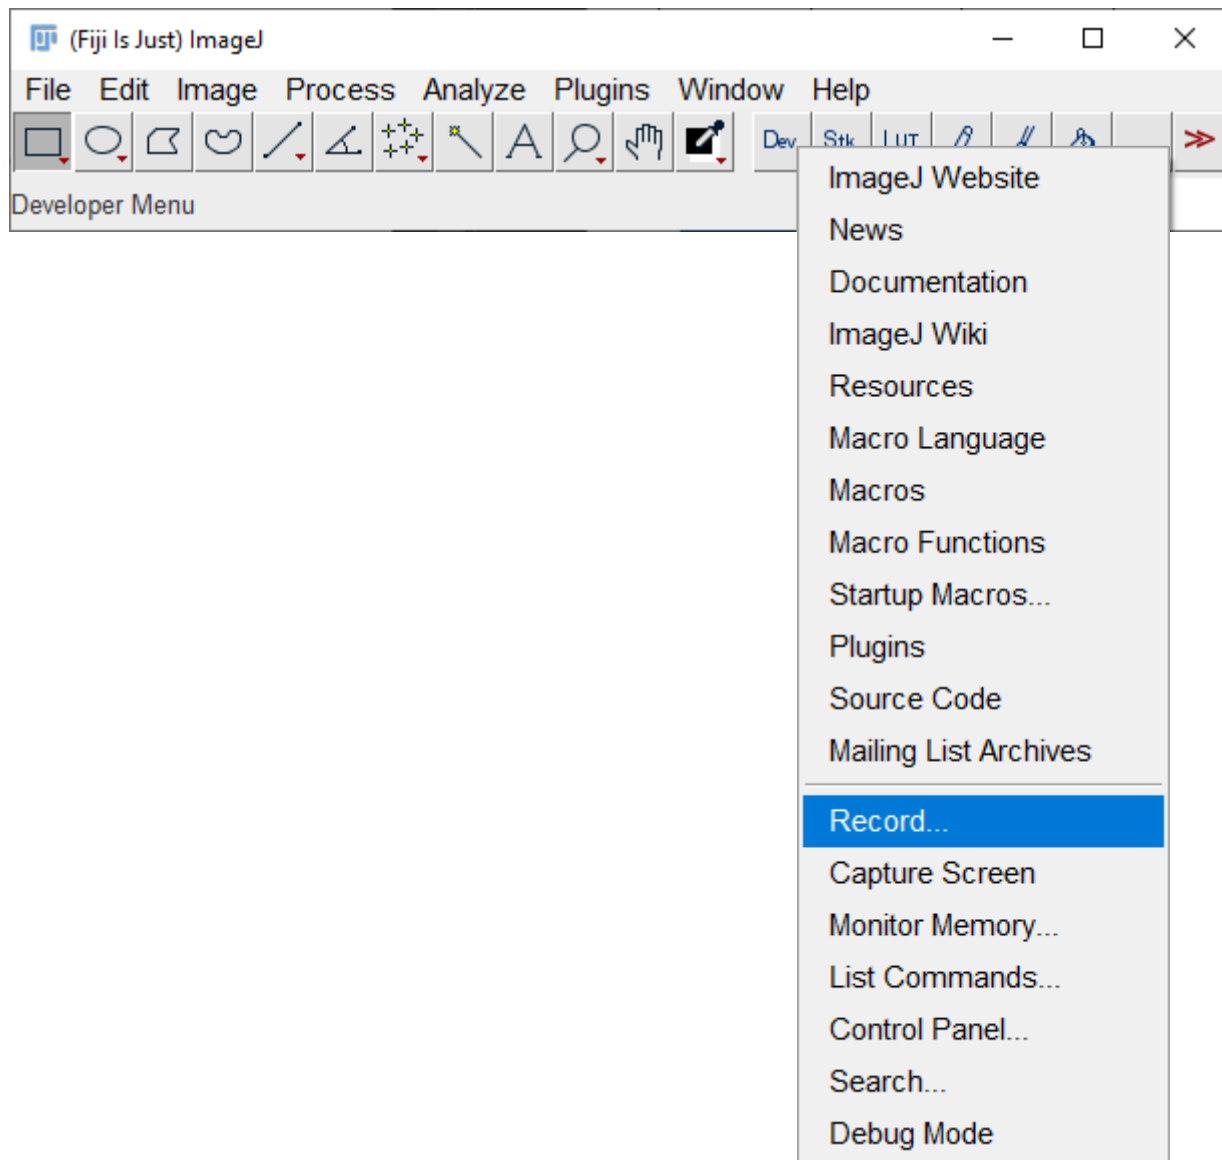 (Fiji Is Just) ImageJ
File Edit Image Process Analyze Plugins Window Help
Dev Stk LUT
Developer Menu
ImageJ Website
News
Documentation
ImageJ Wiki
Resources
Macro Language
Macros
Macro Functions
Startup Macros...
Plugins
Source Code
Mailing List Archives
Record...
Capture Screen
Monitor Memory...
List Commands...
Control Panel...
Search...
Debug Mode